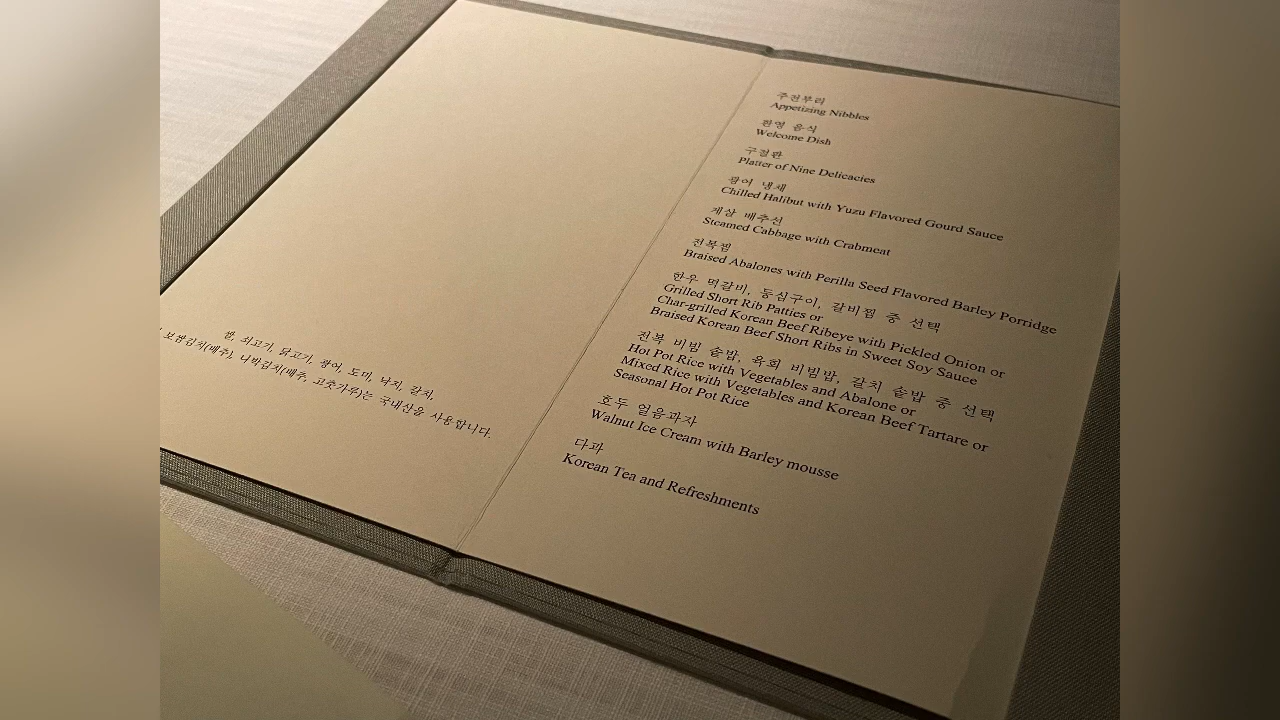 쌀, 쇠고기, 닭고기, 광어, 도미, 낙지, 갈치,
보쌈김치(배추), 나박김치(배추, 고춧가루)는 국내산을 사용합니다.
주전부리
Appetizing Nibbles
환영 음식
Welcome Dish
구절판
Platter of Nine Delicacies
광어 냉채
Chilled Halibut with Yuzu Flavored Gourd Sauce
게살 배추선
Steamed Cabbage with Crabmeat
전복찜
Braised Abalones with Perilla Seed Flavored Barley Porridge
한우 떡갈비, 등심구이, 갈비찜 중 선택
Grilled Short Rib Patties or
Char-grilled Korean Beef Ribeye with Pickled Onion or
Braised Korean Beef Short Ribs in Sweet Soy Sauce
전복 비빔 솥밥, 육회 비빔밥, 갈치 솥밥 중 선택
Hot Pot Rice with Vegetables and Abalone or
Mixed Rice with Vegetables and Korean Beef Tartare or
Seasonal Hot Pot Rice
호두 얼음과자
Walnut Ice Cream with Barley mousse
다과
Korean Tea and Refreshments